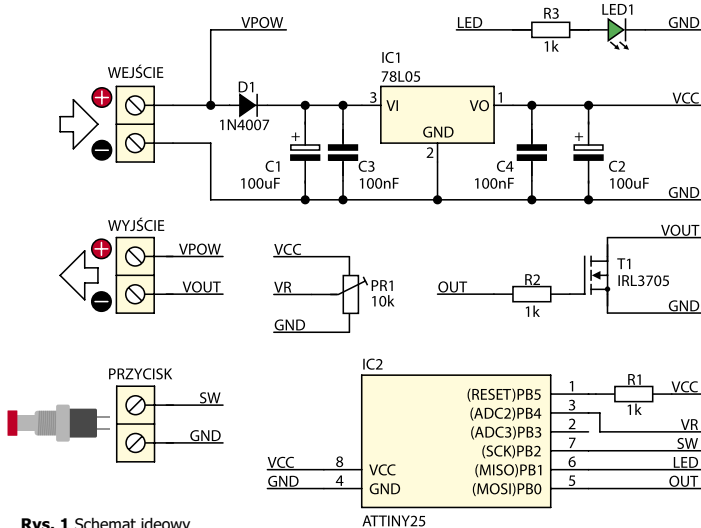 VPOW
LED
R3
1k
LED1
GND
WEJŚCIE
D1
1N4007
IC1
78L05
3
VI
VO
1
GND
2
VCC
+
C1
100uF
C3
100nF
C4
100nF
+
C2
100uF
GND
WYJŚCIE
VPOW
VOUT
VCC
VR
GND
PR1
10k
OUT
R2
1k
VOUT
T1
IRL3705
GND
PRZYCISK
SW
GND
IC2
VCC
8
VCC
GND
4
GND
(RESET)PB5
1
R1
1k
VCC
(ADC2)PB4
3
VR
(ADC3)PB3
2
(SCK)PB2
7
SW
(MISO)PB1
6
LED
(MOSI)PB0
5
OUT
ATTINY25
Rys. 1 Schemat ideowy